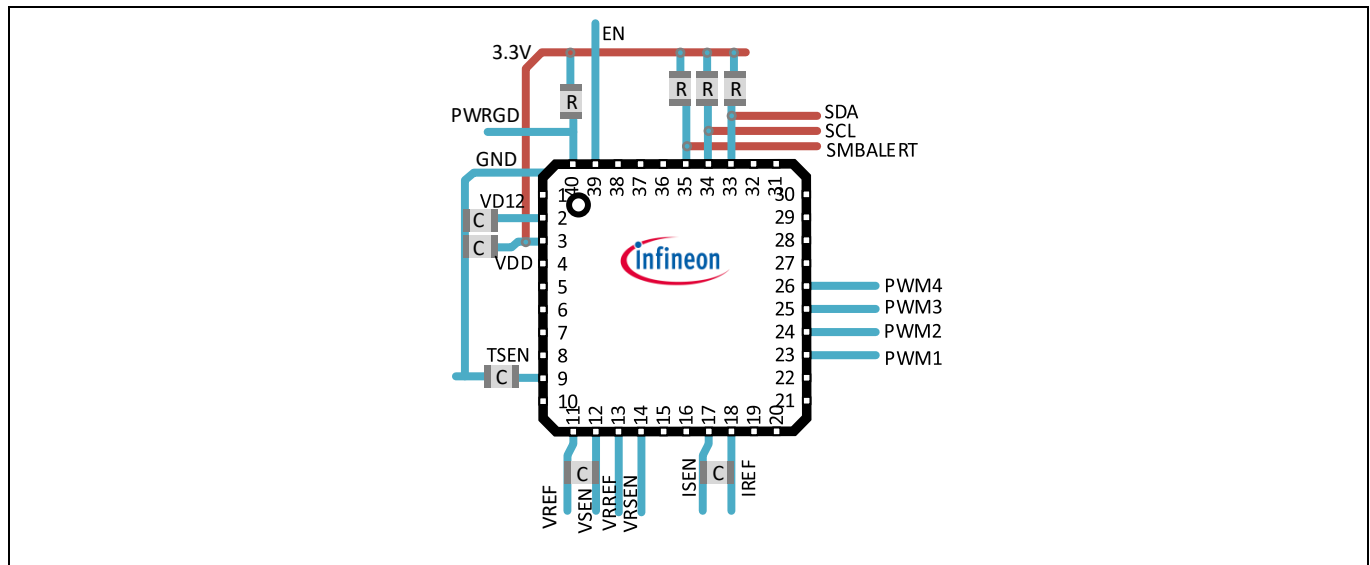 EN
3.3V
R
R
R
R
PWRGD
SDA
SCL
SMBALERT
GND
40
39
38
37
36
35
34
33
32
31
VD12
C
C
VDD
TSEN
C
1
2
3
4
5
6
7
8
9
10
infineon
30
29
28
27
26
25
24
23
22
21
PWM4
PWM3
PWM2
PWM1
11
12
13
14
15
16
17
18
19
20
VREF
C
VSEN
VRREF
VRSEN
ISEN
C
IREF